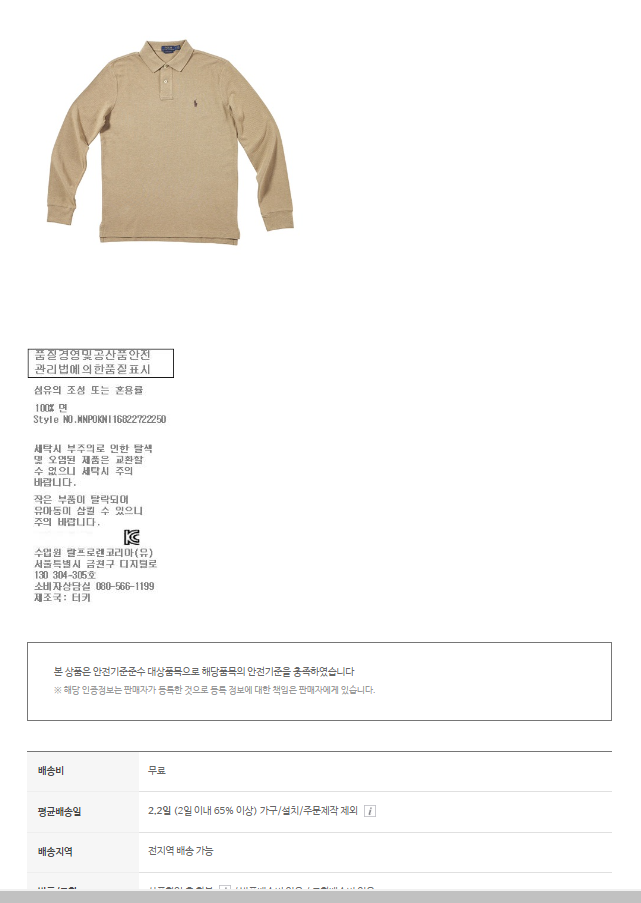 품질경영및공산품안전
관리법에의한품질표시
섬유의 조성 또는 혼용률
100% 면
Style NO.MNPOKNI16822722250
세탁시 부주의로 인한 탈색
및 오염된 제품은 교환할
수 없으니 세탁시 주의
바랍니다.
작은 부품이 탈락되어
유아동이 삼킬 수 있으니
주의 바랍니다.
수입원 랄프로렌코리아(유)
서울특별시 금천구 디지털로
130 304-305호
소비자상담실 080-566-1199
제조국: 터키
본 상품은 안전기준준수 대상품목으로 해당품목의 안전기준을 충족하였습니다
※ 해당 인증정보는 판매자가 등록한 것으로 등록 정보에 대한 책임은 판매자에게 있습니다.
배송비 무료
평균배송일 2.2일 (2일 이내 65% 이상) 가구/설치/주문제작 제외 i
배송지역 전지역 배송 가능